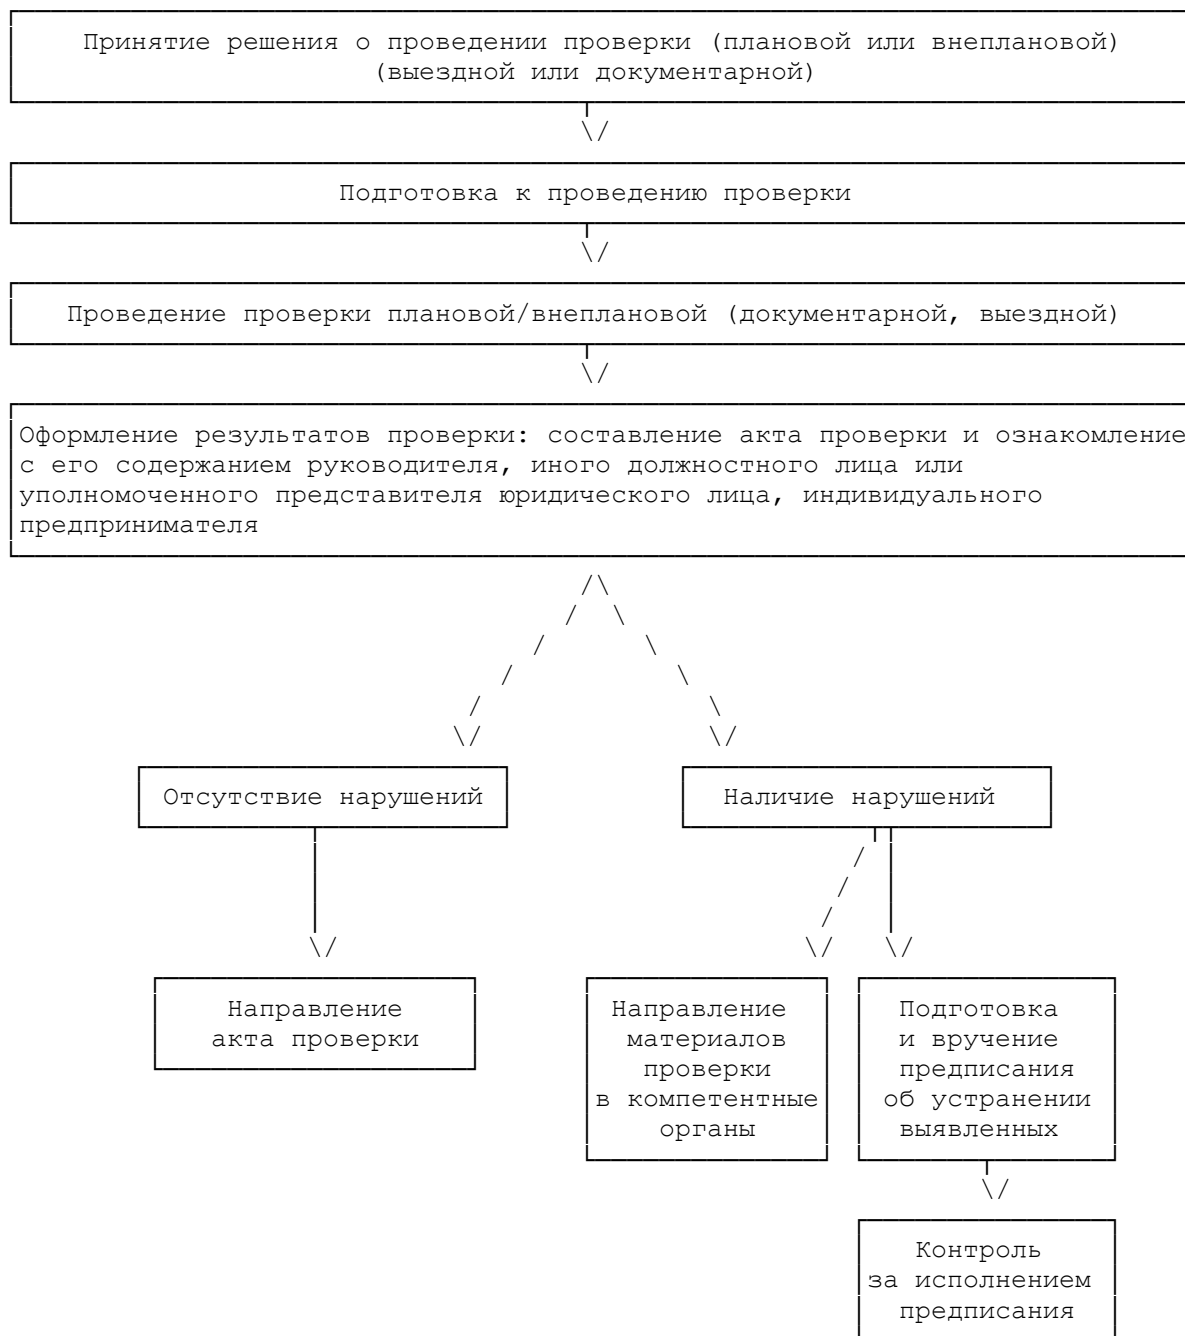 Принятие решения о проведении проверки (плановой или внеплановой)
(выездной или документарной)
Подготовка к проведению проверки
Проведение проверки плановой/внеплановой (документарной, выездной)
Оформление результатов проверки: составление акта проверки и ознакомление
с его содержанием руководителя, иного должностного лица или
уполномоченного представителя юридического лица, индивидуального
предпринимателя
Отсутствие нарушений
Наличие нарушений
Направление
акта проверки
Направление
материалов
проверки
в компетентные
органы
Подготовка
и вручение
предписания
об устранении
выявленных
Контроль
за исполнением
предписания